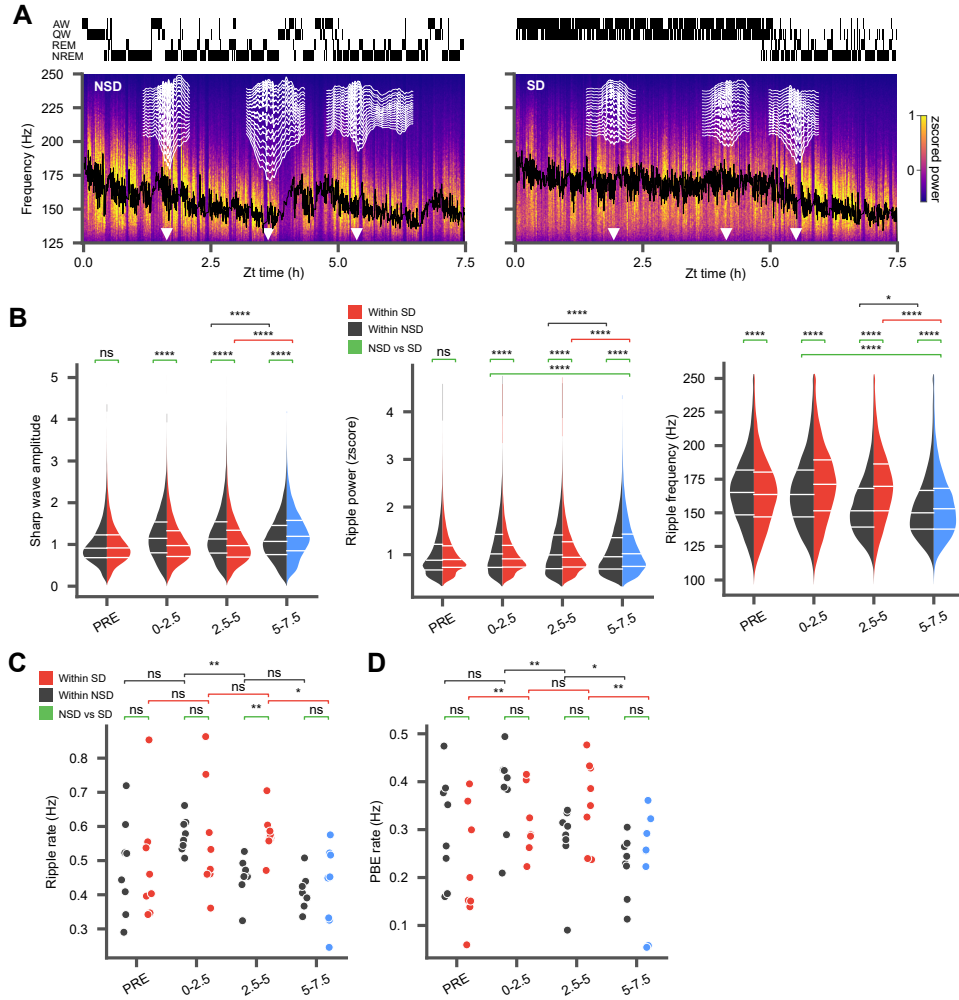 A
AW
QW
REM
NREM
NSD
SD
250
225
200
175
150
125
Frequency (Hz)
0.0
2.5
5.0
7.5
Zt time (h)
0.0
2.5
5.0
7.5
Zt time (h)
1
0
zscored power
B
Within SD
Within NSD
NSD vs SD
****
****
ns
****
****
****
5
4
3
2
1
0
Sharp wave amplitude
PRE
0-2.5
2.5-5
5-7.5
****
****
ns
****
****
****
****
4
3
2
1
Ripple power (zscore)
PRE
0-2.5
2.5-5
5-7.5
*
****
****
****
****
****
****
250
225
200
175
150
125
100
Ripple frequency (Hz)
PRE
0-2.5
2.5-5
5-7.5
C
Within SD
Within NSD
NSD vs SD
ns
**
ns
ns
ns
*
ns
ns
**
ns
0.8
0.7
0.6
0.5
0.4
0.3
Ripple rate (Hz)
PRE
0-2.5
2.5-5
5-7.5
D
ns
**
*
**
ns
**
ns
ns
ns
ns
0.5
0.4
0.3
0.2
0.1
PBE rate (Hz)
PRE
0-2.5
2.5-5
5-7.5